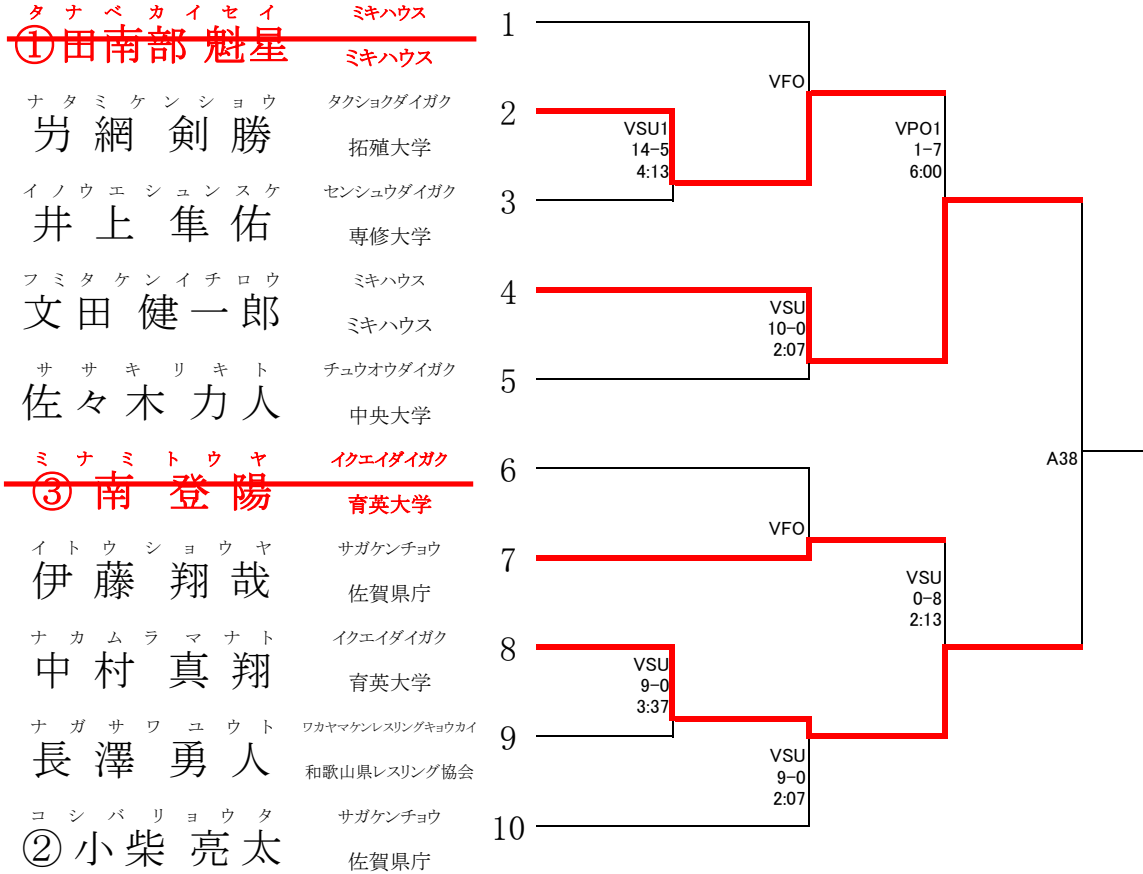 タナベカイセイ ミキハウス
①田南部 魁星 ミキハウス
1
ナタミケンショウ タクショクダイガク
屶網 剣勝 拓殖大学
2
イノウエシュンスケ センシュウダイガク
井上 隼佑 専修大学
3
フミタケンイチロウ ミキハウス
文田 健一郎 ミキハウス
4
ササキリキト チュウオウダイガク
佐々木 力人 中央大学
5
ミナミトウヤ イクエイダイガク
③南 登陽 育英大学
6
イトウショウヤ サガケンチョウ
伊藤 翔哉 佐賀県庁
7
ナカムラマナト イクエイダイガク
中村 真翔 育英大学
8
ナガサワユウト ワカヤマケンレスリングキョウカイ
長澤 勇人 和歌山県レスリング協会
9
コシバリョウタ サガケンチョウ
②小柴 亮太 佐賀県庁
10
VSU1
14-5
4:13
VFO
VSU
10-0
2:07
VPO1
1-7
6:00
VFO
VSU
9-0
3:37
VSU
9-0
2:07
VSU
0-8
2:13
A38